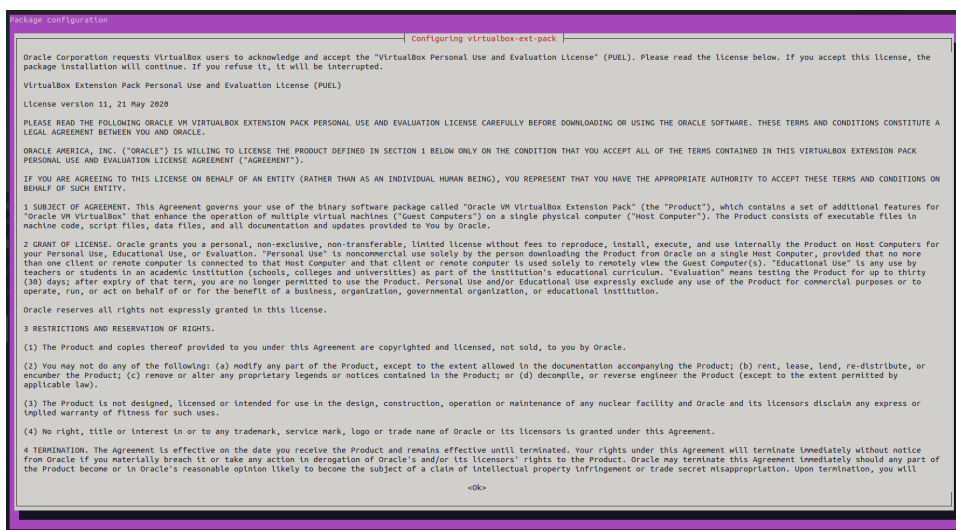 Package configuration
Configuring virtualbox-ext-pack
Oracle Corporation requests VirtualBox users to acknowledge and accept the "VirtualBox Personal Use and Evaluation License" (PUEL). Please read the license below. If you accept this license, the
package installation will continue. If you refuse it, it will be interrupted.
VirtualBox Extension Pack Personal Use and Evaluation License (PUEL)
License version 11, 21 May 2020
PLEASE READ THE FOLLOWING ORACLE VM VIRTUALBOX EXTENSION PACK PERSONAL USE AND EVALUATION LICENSE CAREFULLY BEFORE DOWNLOADING OR USING THE ORACLE SOFTWARE. THESE TERMS AND CONDITIONS CONSTITUTE A
LEGAL AGREEMENT BETWEEN YOU AND ORACLE.
ORACLE AMERICA, INC. ("ORACLE") IS WILLING TO LICENSE THE PRODUCT DEFINED IN SECTION 1 BELOW ONLY ON THE CONDITION THAT YOU ACCEPT ALL OF THE TERMS CONTAINED IN THIS VIRTUALBOX EXTENSION PACK
PERSONAL USE AND EVALUATION LICENSE AGREEMENT ("AGREEMENT").
IF YOU ARE AGREEING TO THIS LICENSE ON BEHALF OF AN ENTITY (RATHER THAN AS AN INDIVIDUAL HUMAN BEING), YOU REPRESENT THAT YOU HAVE THE APPROPRIATE AUTHORITY TO ACCEPT THESE TERMS AND CONDITIONS ON
BEHALF OF SUCH ENTITY.
1 SUBJECT OF AGREEMENT. This Agreement governs your use of the binary software package called "Oracle VM VirtualBox Extension Pack" (the "Product"), which contains a set of additional features for
"Oracle VM VirtualBox" that enhance the operation of multiple virtual machines ("Guest Computers") on a single physical computer ("Host Computer"). The Product consists of executable files in
machine code, script files, data files, and all documentation and updates provided to You by Oracle.
2 GRANT OF LICENSE. Oracle grants you a personal, non-exclusive, non-transferable, limited license without fees to reproduce, install, execute, and use internally the Product on Host Computers for
your Personal Use, Educational Use, or Evaluation. "Personal Use" is noncommercial use solely by the person downloading the Product from Oracle on a single Host Computer, provided that no more
than one client or remote computer is connected to that Host Computer and that client or remote computer is used solely to remotely view the Guest Computer(s). "Educational Use" is any use by
teachers or students in an academic institution (schools, colleges and universities) as part of the institution's educational curriculum. "Evaluation" means testing the Product for up to thirty
(30) days; after expiry of that term, you are no longer permitted to use the Product. Personal Use and/or Educational Use expressly exclude any use of the Product for commercial purposes or to
operate, run, or act on behalf of or for the benefit of a business, organization, governmental organization, or educational institution.
Oracle reserves all rights not expressly granted in this license.
3 RESTRICTIONS AND RESERVATION OF RIGHTS.
(1) The Product and copies thereof provided to you under this Agreement are copyrighted and licensed, not sold, to you by Oracle.
(2) You may not do any of the following: (a) modify any part of the Product, except to the extent allowed in the documentation accompanying the Product; (b) rent, lease, lend, re-distribute, or
encumber the Product; (c) remove or alter any proprietary legends or notices contained in the Product; or (d) decompile, or reverse engineer the Product (except to the extent permitted by
applicable law).
(3) The Product is not designed, licensed or intended for use in the design, construction, operation or maintenance of any nuclear facility and Oracle and its licensors disclaim any express or
implied warranty of fitness for such uses.
(4) No right, title or interest in or to any trademark, service mark, logo or trade name of Oracle or its licensors is granted under this Agreement.
4 TERMINATION. The Agreement is effective on the date you receive the Product and remains effective until terminated. Your rights under this Agreement will terminate immediately without notice
from Oracle if you materially breach it or take any action in derogation of Oracle's and/or its licensors' rights to the Product. Oracle may terminate this Agreement immediately should any part of
the Product become or in Oracle's reasonable opinion likely to become the subject of a claim of intellectual property infringement or trade secret misappropriation. Upon termination, you will
<Ok>